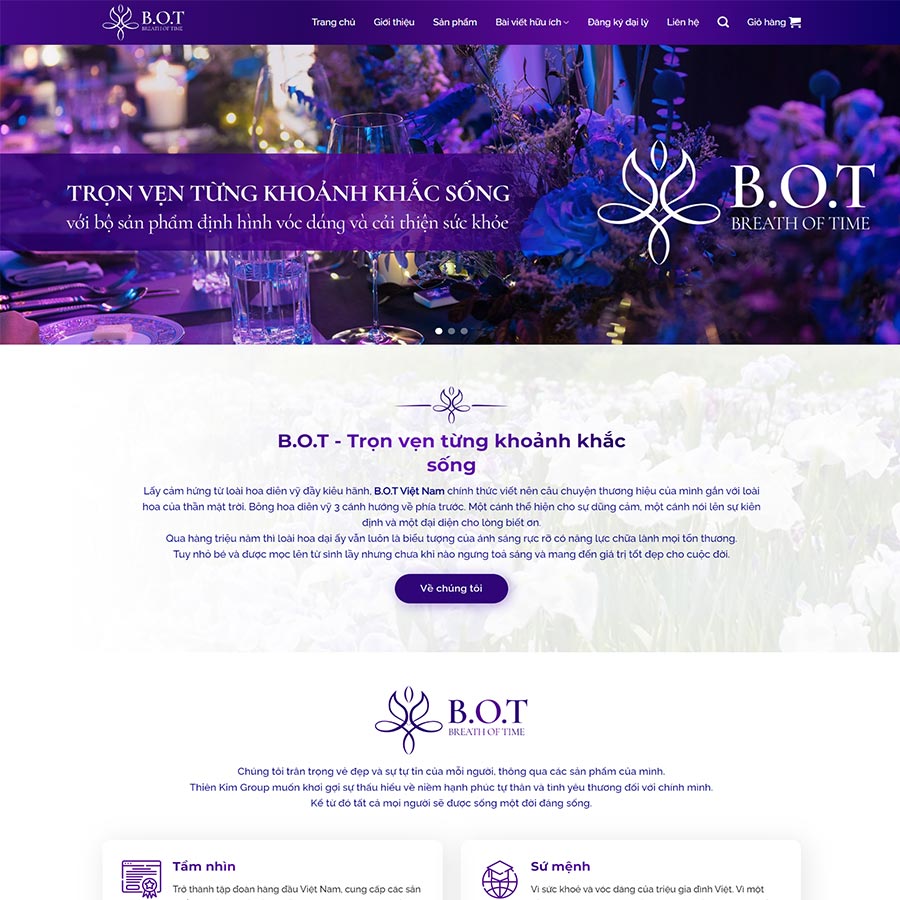 B.O.T
BREATH OF TIME
Trang chủ Giới thiệu Sản phẩm Bài viết hữu ích Đăng ký đại lý Liên hệ Giỏ hàng
TRỌN VẸN TỪNG KHOẢNH KHẮC SỐNG
với bộ sản phẩm định hình vóc dáng và cải thiện sức khỏe
B.O.T
BREATH OF TIME
B.O.T - Trọn vẹn từng khoảnh khắc
sống
Lấy cảm hứng từ loài hoa diên vỹ đầy kiêu hãnh, B.O.T Việt Nam chính thức viết nên câu chuyện thương hiệu của mình gắn với loài
hoa của thần mặt trời. Bông hoa diên vỹ 3 cánh hướng về phía trước. Một cánh thể hiện cho sự dũng cảm, một cánh nói lên sự kiên
định và một đại diện cho lòng biết ơn.
Qua hàng triệu năm thì loài hoa dại ấy vẫn luôn là biểu tượng của ánh sáng rực rỡ có năng lực chữa lành mọi tổn thương.
Tuy nhỏ bé và được mọc lên từ sình lầy nhưng chưa khi nào ngưng toả sáng và mang đến giá trị tốt đẹp cho cuộc đời.
Về chúng tôi
B.O.T
BREATH OF TIME
Chúng tôi trân trọng vẻ đẹp và sự tự tin của mỗi người, thông qua các sản phẩm của mình.
Thiên Kim Group muốn khơi gợi sự thấu hiểu về niềm hạnh phúc tự thân và tình yêu thương đối với chính mình.
Kể từ đó tất cả mọi người sẽ được sống một đời đáng sống.
Tầm nhìn
Trở thành tập đoàn hàng đầu Việt Nam, cung cấp các sản
Sứ mệnh
Vì sức khoẻ và vóc dáng của triệu gia đình Việt. Vì một